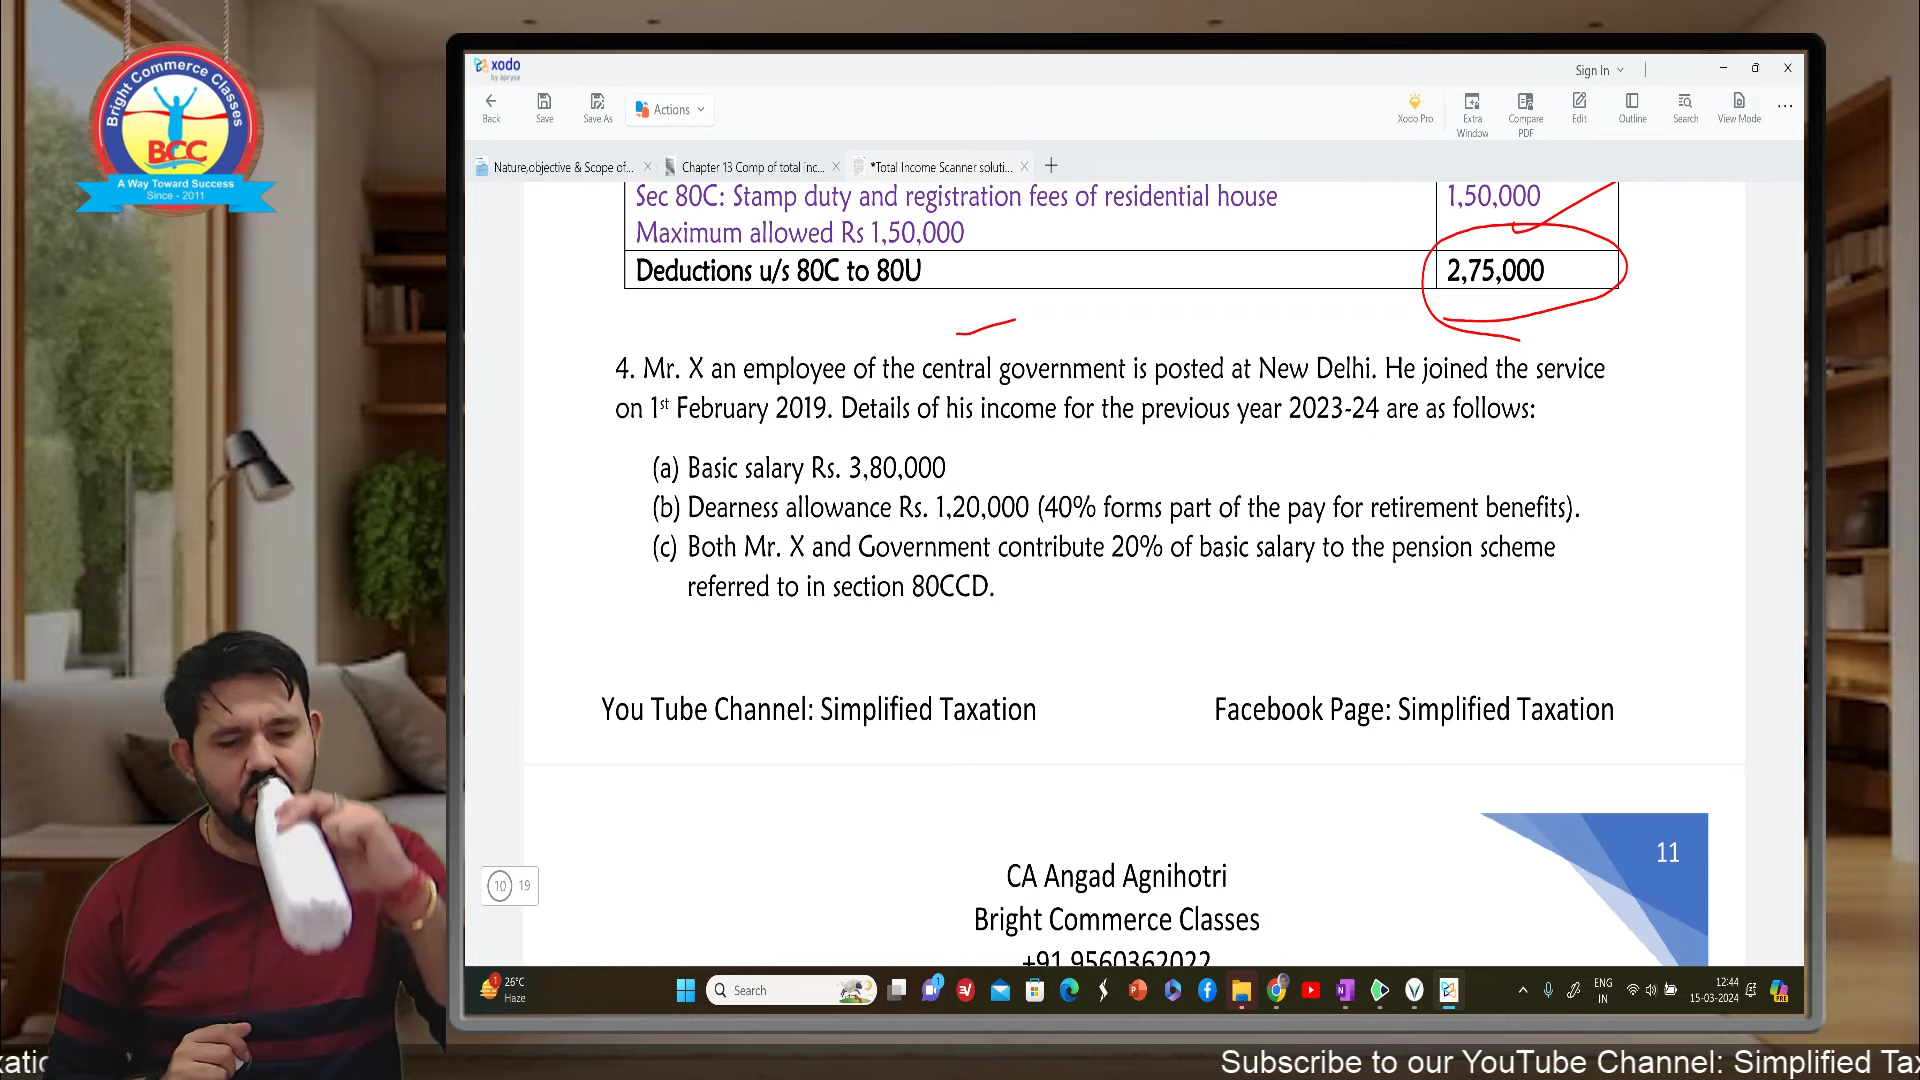 Bright Commerce Classes
BCC
A Way Toward Success
Since - 2011
xodo
by apryse
Sign In
Back
Save
Save As
Actions
Xodo Pro
Extra Window
Compare PDF
Edit
Outline
Search
View Mode
Nature,objective & Scope of...
Chapter 13 Comp of total inc...
*Total Income Scanner soluti...
Sec 80C: Stamp duty and registration fees of residential house 1,50,000
Maximum allowed Rs 1,50,000
Deductions u/s 80C to 80U 2,75,000
4. Mr. X an employee of the central government is posted at New Delhi. He joined the service
on 1st February 2019. Details of his income for the previous year 2023-24 are as follows:
(a) Basic salary Rs. 3,80,000
(b) Dearness allowance Rs. 1,20,000 (40% forms part of the pay for retirement benefits).
(c) Both Mr. X and Government contribute 20% of basic salary to the pension scheme
referred to in section 80CCD.
You Tube Channel: Simplified Taxation Facebook Page: Simplified Taxation
11
CA Angad Agnihotri
Bright Commerce Classes
+91 9560362022
10 19
1
26°C
Haze
Search
ENG
IN
12:44
15-03-2024
Subscribe to our YouTube Channel: Simplified Tax